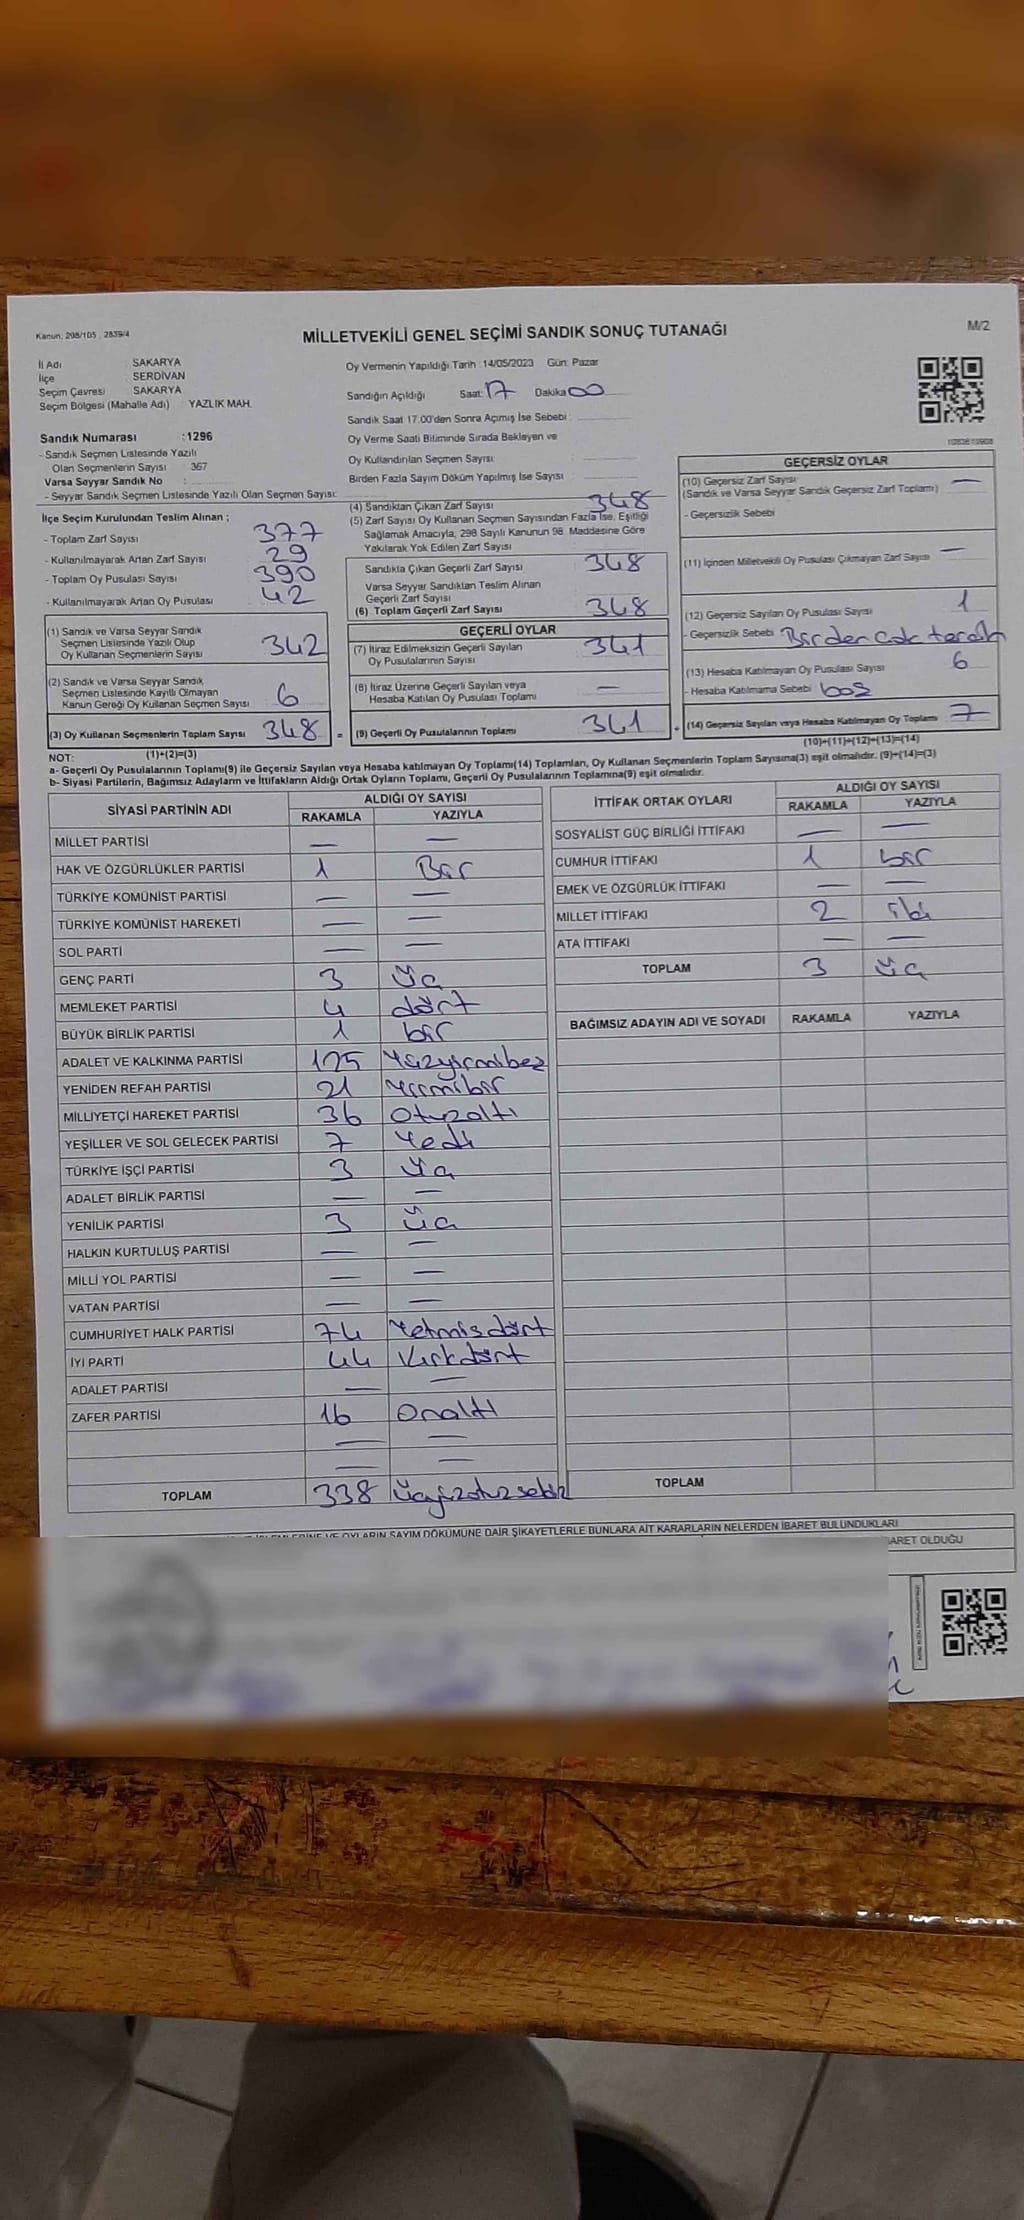 Kanun: 298/105 , 2839/4
MİLLETVEKİLİ GENEL SEÇİMİ SANDIK SONUÇ TUTANAĞI
M/2
İl Adı SAKARYA
İlçe SERDİVAN
Seçim Çevresi SAKARYA
Seçim Bölgesi (Mahalle Adı) YAZLIK MAH.
Oy Vermenin Yapıldığı Tarih :14/05/2023 Gün: Pazar
Sandığın Açıldığı Saat: 17 Dakika 00
Sandık Saat 17.00'den Sonra Açılmış İse Sebebi :
Sandık Numarası :1296
- Sandık Seçmen Listesinde Yazılı
Olan Seçmenlerin Sayısı 367
Varsa Seyyar Sandık No :
- Seyyar Sandık Seçmen Listesinde Yazılı Olan Seçmen Sayısı:
Oy Verme Saati Bitiminde Sırada Bekleyen ve
Oy Kullandırılan Seçmen Sayısı :
Birden Fazla Sayım Döküm Yapılmış İse Sayısı :
İlçe Seçim Kurulundan Teslim Alınan ;
- Toplam Zarf Sayısı 377
- Kullanılmayarak Artan Zarf Sayısı 29
- Toplam Oy Pusulası Sayısı 390
- Kullanılmayarak Artan Oy Pusulası 42
(1) Sandık ve Varsa Seyyar Sandık
Seçmen Listesinde Yazılı Olup
Oy Kullanan Seçmenlerin Sayısı 342
(2) Sandık ve Varsa Seyyar Sandık
Seçmen Listesinde Kayıtlı Olmayan
Kanun Gereği Oy Kullanan Seçmen Sayısı 6
(3) Oy Kullanan Seçmenlerin Toplam Sayısı 348 =
(1)+(2)=(3)
(4) Sandıktan Çıkan Zarf Sayısı 348
(5) Zarf Sayısı Oy Kullanan Seçmen Sayısından Fazla İse, Eşitliği
Sağlamak Amacıyla, 298 Sayılı Kanunun 98. Maddesine Göre
Yakılarak Yok Edilen Zarf Sayısı
Sandıkta Çıkan Geçerli Zarf Sayısı 348
Varsa Seyyar Sandıktan Teslim Alınan
Geçerli Zarf Sayısı
(6) Toplam Geçerli Zarf Sayısı 348
GEÇERLİ OYLAR
(7) İtiraz Edilmeksizin Geçerli Sayılan
Oy Pusulalarının Sayısı 341
(8) İtiraz Üzerine Geçerli Sayılan veya
Hesaba Katılan Oy Pusulası Toplamı —
(9) Geçerli Oy Pusulalarının Toplamı 341 +
GEÇERSİZ OYLAR
(10) Geçersiz Zarf Sayısı
(Sandık ve Varsa Seyyar Sandık Geçersiz Zarf Toplamı) —
- Geçersizlik Sebebi
(11) İçinden Milletvekili Oy Pusulası Çıkmayan Zarf Sayısı —
(12) Geçersiz Sayılan Oy Pusulası Sayısı 1
- Geçersizlik Sebebi Birden çok tercih
(13) Hesaba Katılmayan Oy Pusulası Sayısı 6
- Hesaba Katılmama Sebebi boş
(14) Geçersiz Sayılan veya Hesaba Katılmayan Oy Toplamı 7
(10)+(11)+(12)+(13)=(14)
NOT:
a- Geçerli Oy Pusulalarının Toplamı(9) ile Geçersiz Sayılan veya Hesaba katılmayan Oy Toplamı(14) Toplamları, Oy Kullanan Seçmenlerin Toplam Sayısına(3) eşit olmalıdır. (9)+(14)=(3)
b- Siyasi Partilerin, Bağımsız Adayların ve İttifakların Aldığı Ortak Oyların Toplamı, Geçerli Oy Pusulalarının Toplamına(9) eşit olmalıdır.
SİYASİ PARTİNİN ADI ALDIĞI OY SAYISI
RAKAMLA YAZIYLA
MİLLET PARTİSİ — —
HAK VE ÖZGÜRLÜKLER PARTİSİ 1 Bir
TÜRKİYE KOMÜNİST PARTİSİ — —
TÜRKİYE KOMÜNİST HAREKETİ — —
SOL PARTİ — —
GENÇ PARTİ 3 üç
MEMLEKET PARTİSİ 4 dört
BÜYÜK BİRLİK PARTİSİ 1 bir
ADALET VE KALKINMA PARTİSİ 125 Yüzyirmibeş
YENİDEN REFAH PARTİSİ 21 Yirmibir
MİLLİYETÇİ HAREKET PARTİSİ 36 Otuzaltı
YEŞİLLER VE SOL GELECEK PARTİSİ 7 Yedi
TÜRKİYE İŞÇİ PARTİSİ 3 üç
ADALET BİRLİK PARTİSİ — —
YENİLİK PARTİSİ 3 üç
HALKIN KURTULUŞ PARTİSİ — —
MİLLİ YOL PARTİSİ — —
VATAN PARTİSİ — —
CUMHURİYET HALK PARTİSİ 74 Yetmişdört
İYİ PARTİ 44 Kırkdört
ADALET PARTİSİ — —
ZAFER PARTİSİ 16 Onaltı
— —
— —
TOPLAM 338 Üçyüzotuzsekiz
İTTİFAK ORTAK OYLARI ALDIĞI OY SAYISI
RAKAMLA YAZIYLA
SOSYALİST GÜÇ BİRLİĞİ İTTİFAKI — —
CUMHUR İTTİFAKI 1 bir
EMEK VE ÖZGÜRLÜK İTTİFAKI — —
MİLLET İTTİFAKI 2 iki
ATA İTTİFAKI — —
TOPLAM 3 üç
BAĞIMSIZ ADAYIN ADI VE SOYADI RAKAMLA YAZIYLA
TOPLAM
OYLARIN SAYIM DÖKÜMÜNE DAİR ŞİKAYETLERLE BUNLARA AİT KARARLARIN NELERDEN İBARET BULUNDUKLARI
OLDUĞU